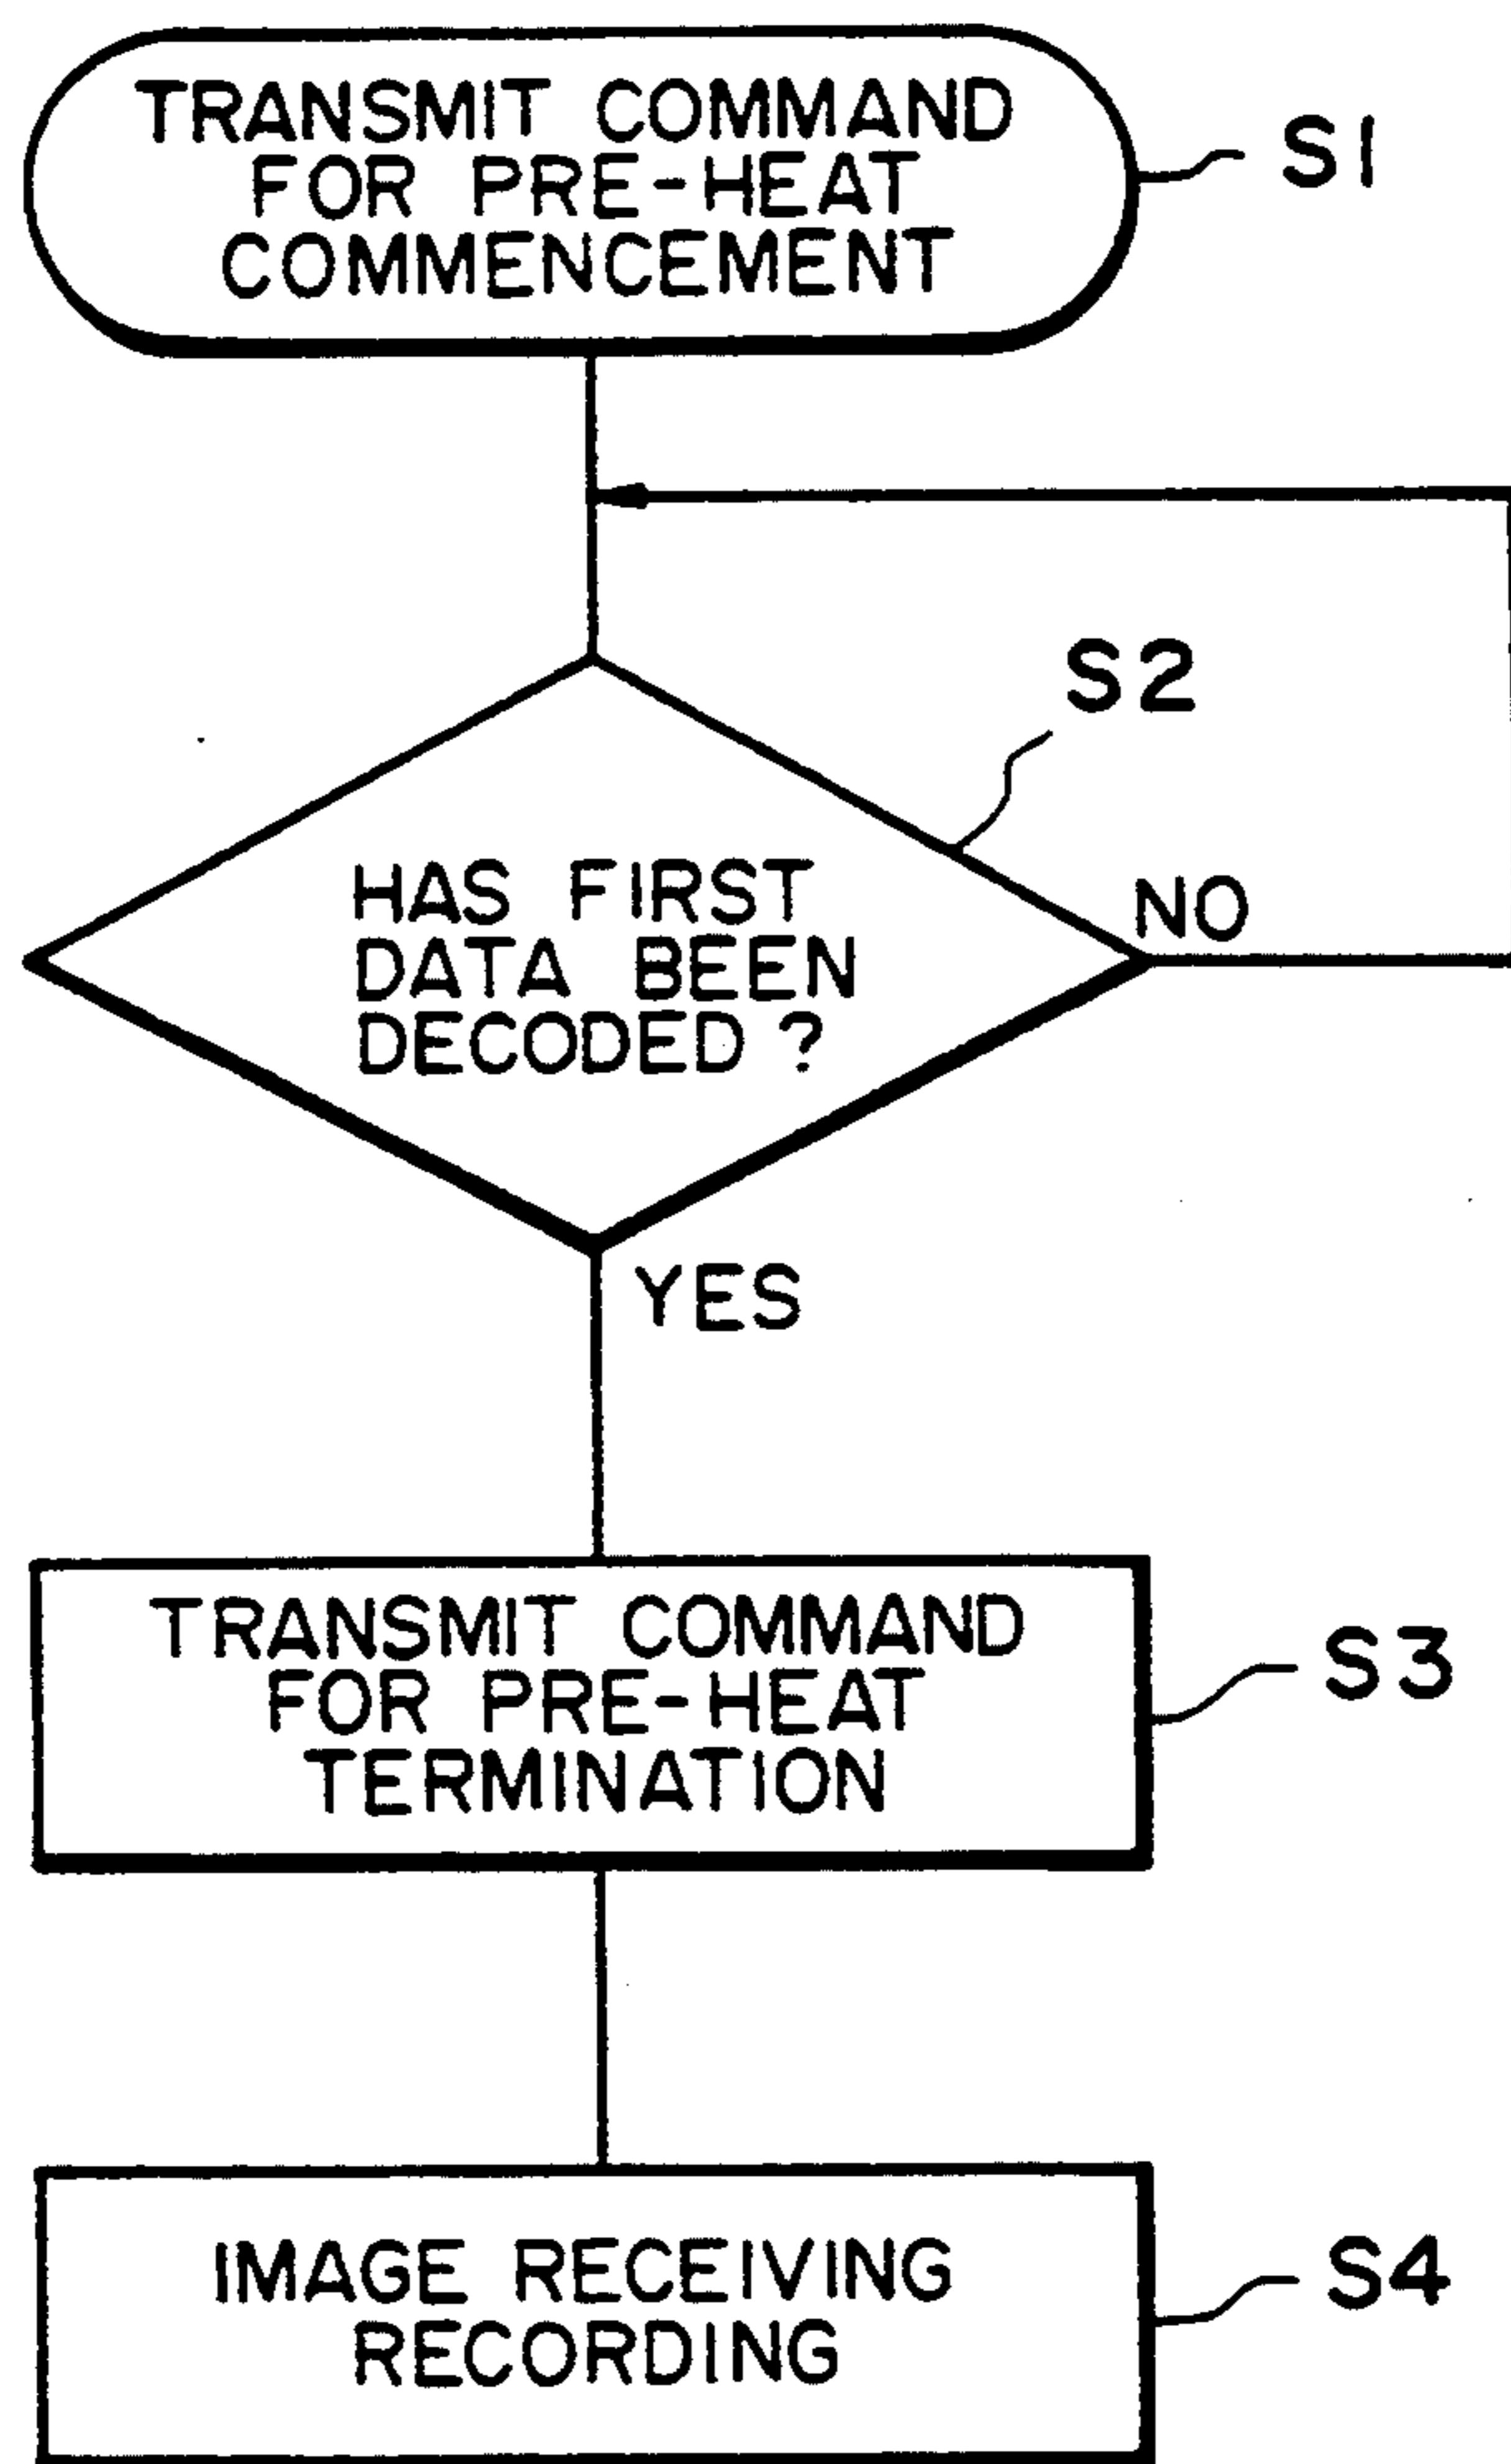 TRANSMIT COMMAND
FOR PRE-HEAT
COMMENCEMENT
S1
S2
HAS FIRST
DATA BEEN
DECODED ?
NO
YES
TRANSMIT COMMAND
FOR PRE-HEAT
TERMINATION
S3
IMAGE RECEIVING
RECORDING
S4